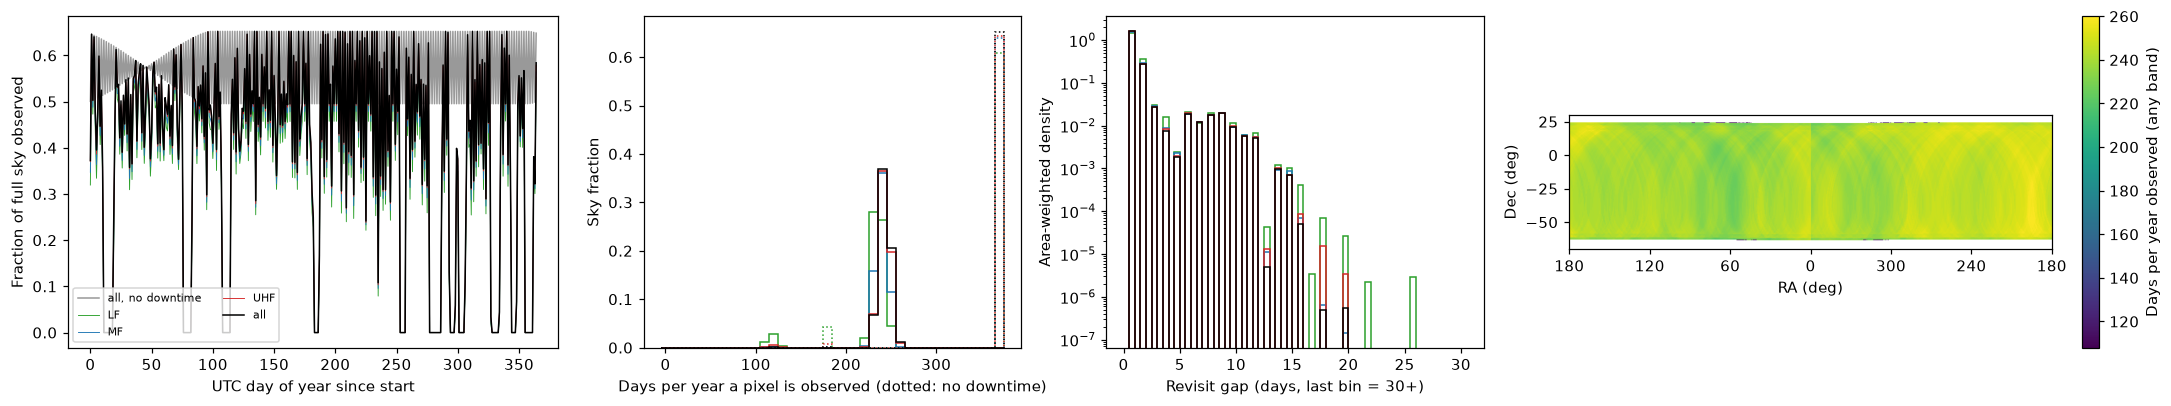 Fraction of full sky observed
0.6
0.5
0.4
0.3
0.2
0.1
0.0
all, no downtime
LF
MF
UHF
all
0 50 100 150 200 250 300 350
UTC day of year since start
Sky fraction
0.6
0.5
0.4
0.3
0.2
0.1
0.0
100 200 300
Days per year a pixel is observed (dotted: no downtime)
Area-weighted density
10⁰
10⁻¹
10⁻²
10⁻³
10⁻⁴
10⁻⁵
10⁻⁶
10⁻⁷
0 5 10 15 20 25 30
Revisit gap (days, last bin = 30+)
Dec (deg)
25
0
−25
−50
180 120 60 0 300 240 180
RA (deg)
260
240
220
200
180
160
140
120
Days per year observed (any band)